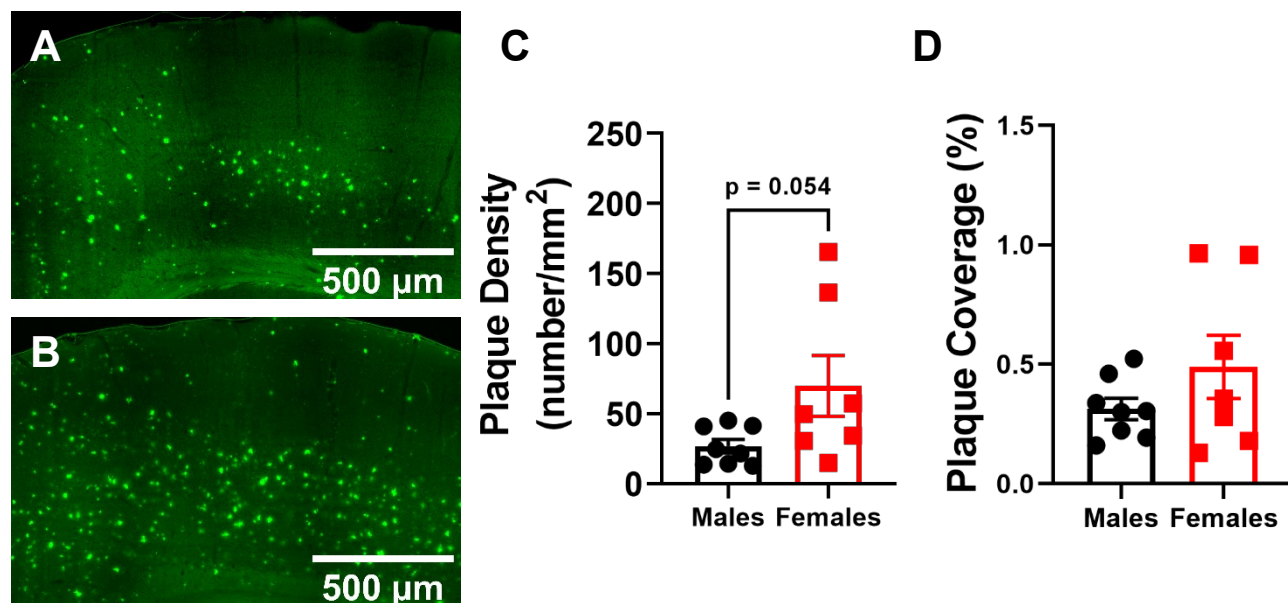 A
500 µm
B
500 µm
C
Plaque Density
(number/mm²)
250
200
150
100
50
0
p = 0.054
Males Females
D
Plaque Coverage (%)
1.5
1.0
0.5
0.0
Males Females